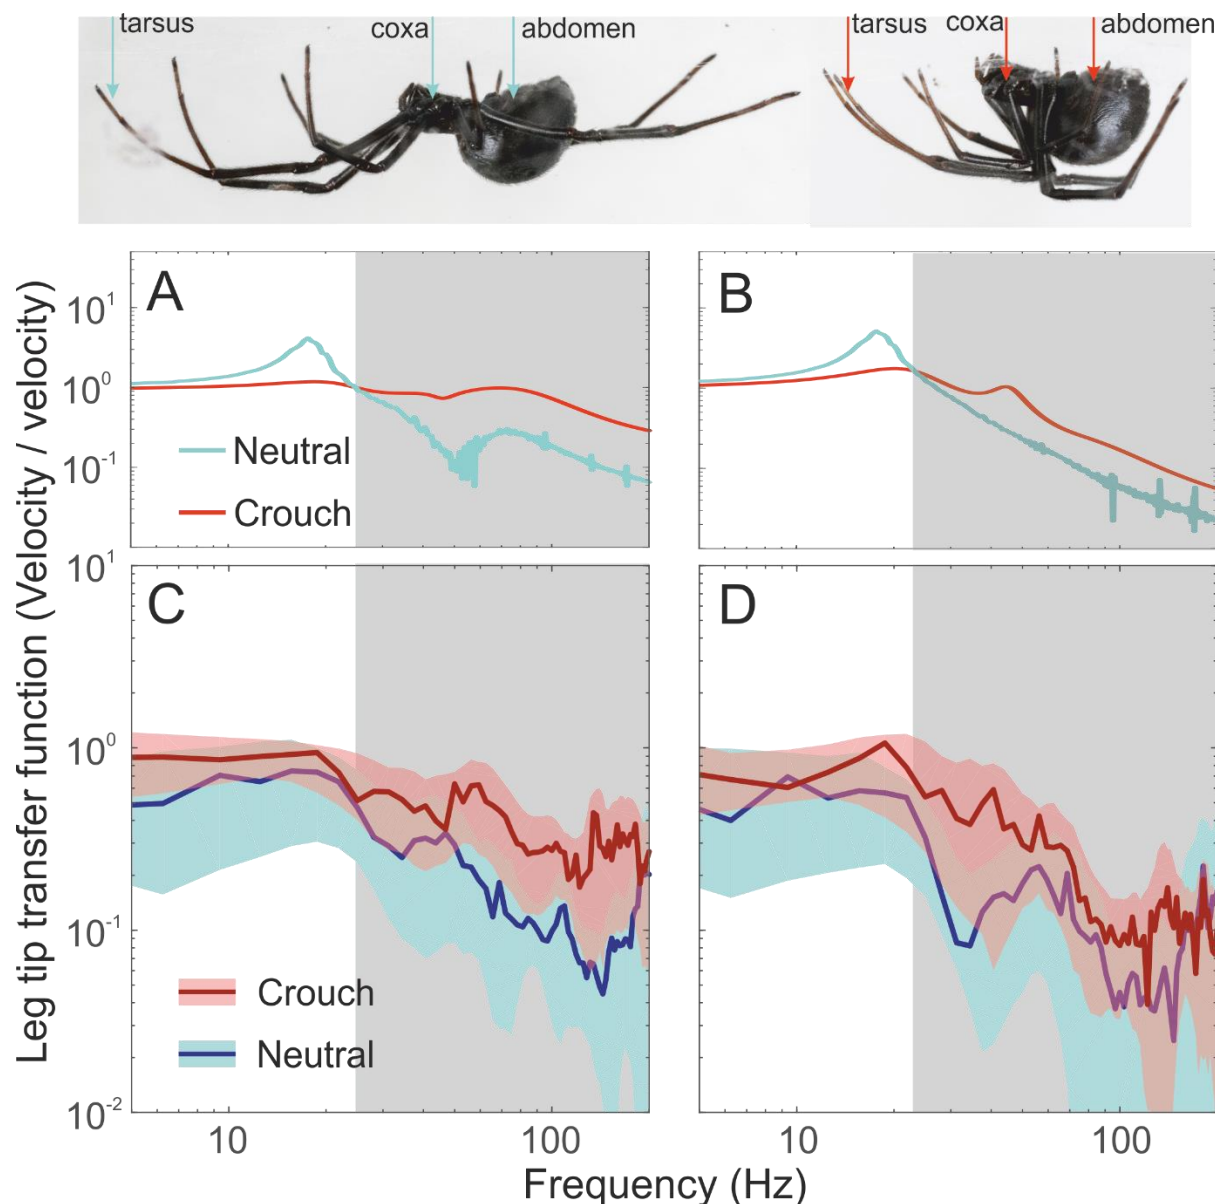 tarsus coxa abdomen tarsus coxa abdomen
A B
10¹
10⁰
10⁻¹
Neutral
Crouch
Leg tip transfer function (Velocity / velocity)
C D
10¹
10⁰
10⁻¹
10⁻²
Crouch
Neutral
10 100 10 100
Frequency (Hz)